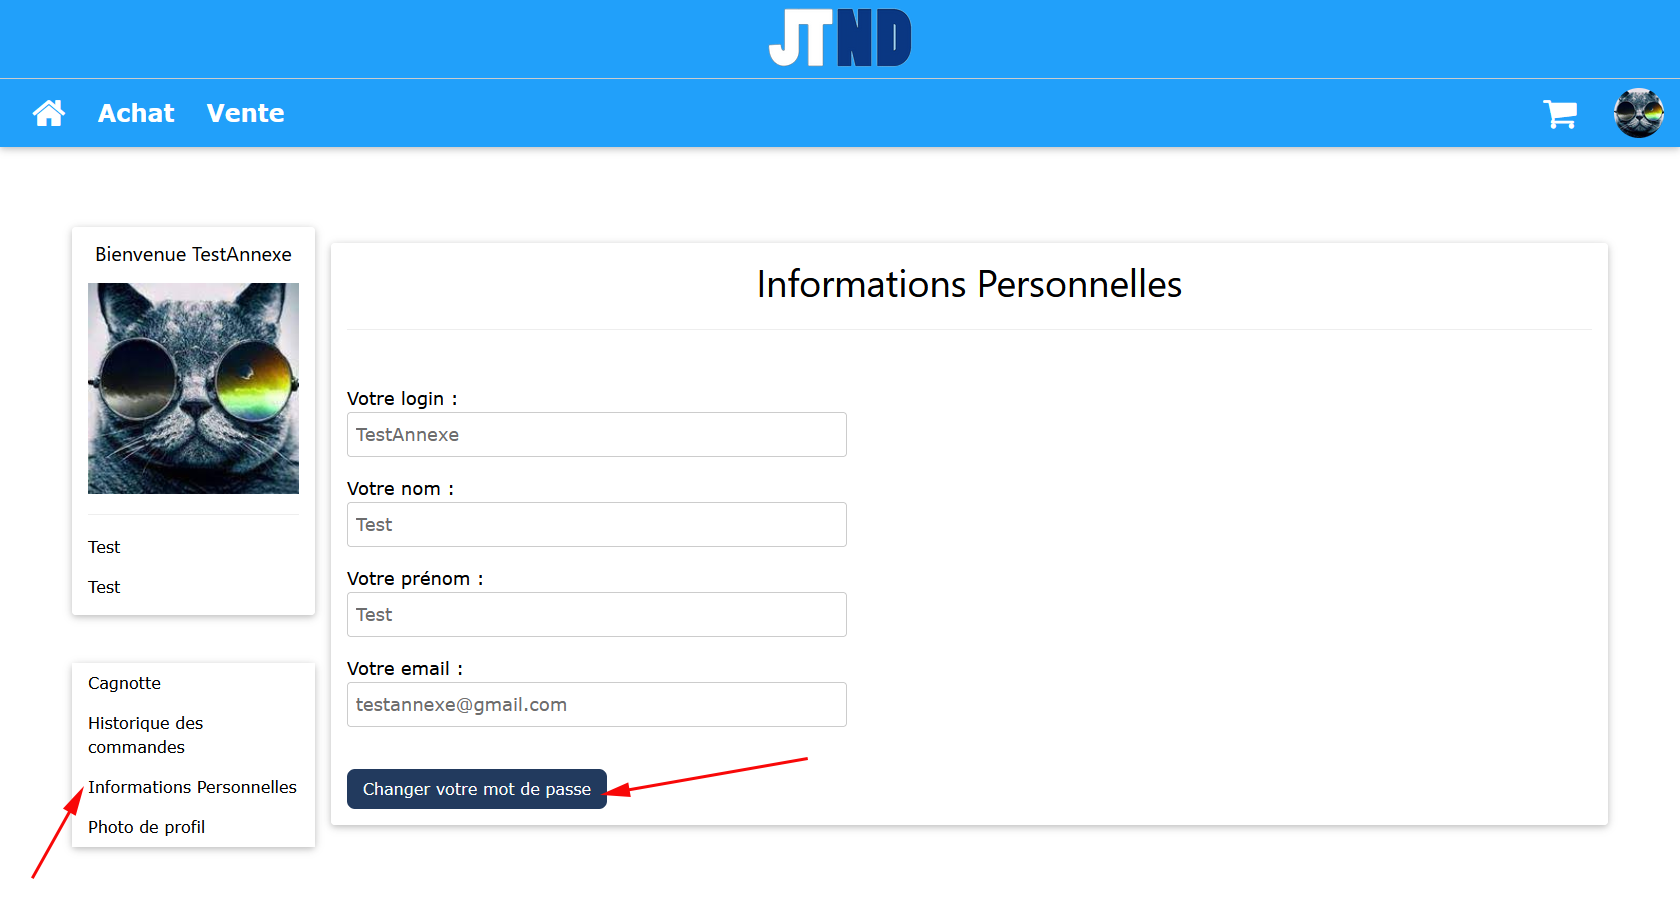 JTND
Achat Vente
Bienvenue TestAnnexe
Test
Test
Cagnotte
Historique des
commandes
Informations Personnelles
Photo de profil
Informations Personnelles
Votre login :
TestAnnexe
Votre nom :
Test
Votre prénom :
Test
Votre email :
testannexe@gmail.com
Changer votre mot de passe